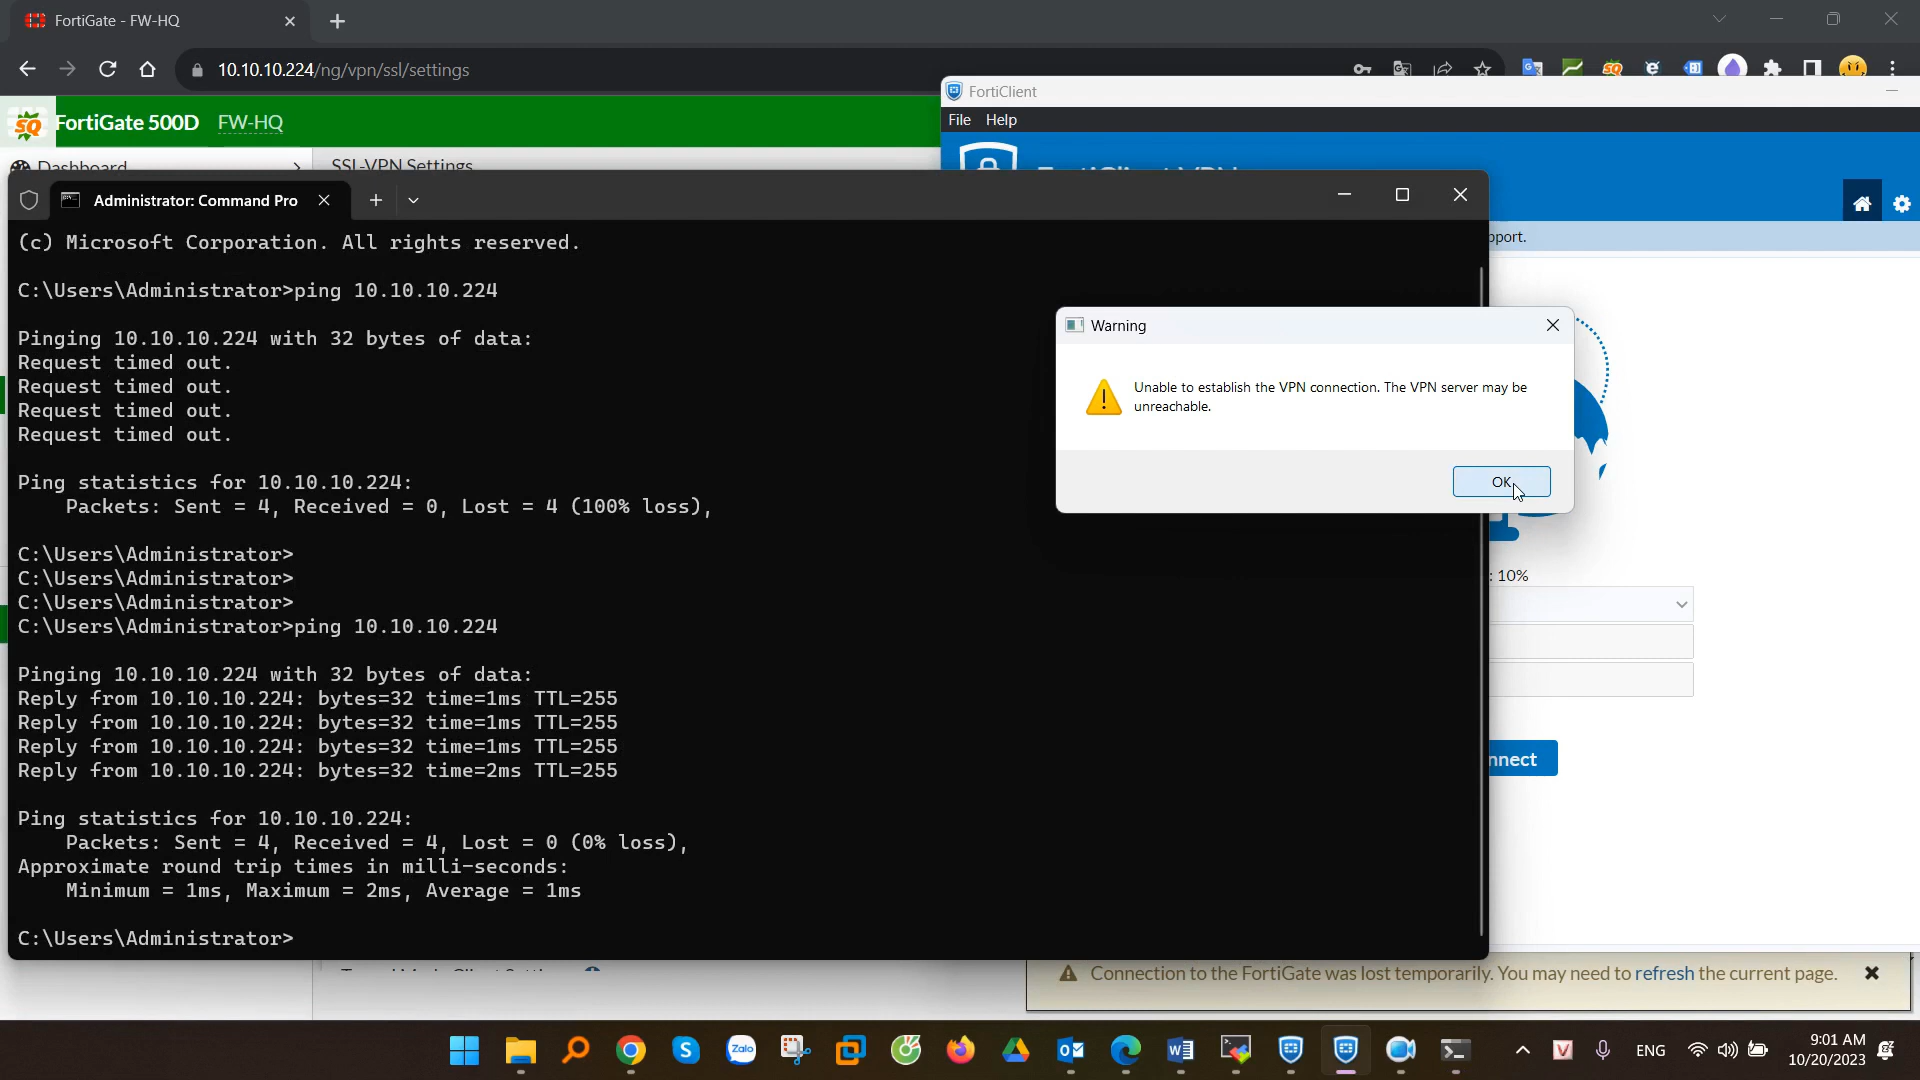 FortiGate - FW-HQ
10.10.10.224/ng/vpn/ssl/settings
FortiClient
File Help
SQ FortiGate 500D FW-HQ
Dashboard
SSL-VPN Settings
FortiClient VPN
Administrator: Command Pro
pport.
(c) Microsoft Corporation. All rights reserved.
C:\Users\Administrator>ping 10.10.10.224
Pinging 10.10.10.224 with 32 bytes of data:
Request timed out.
Request timed out.
Request timed out.
Request timed out.
Ping statistics for 10.10.10.224:
Packets: Sent = 4, Received = 0, Lost = 4 (100% loss),
C:\Users\Administrator>
C:\Users\Administrator>
C:\Users\Administrator>
C:\Users\Administrator>ping 10.10.10.224
Pinging 10.10.10.224 with 32 bytes of data:
Reply from 10.10.10.224: bytes=32 time=1ms TTL=255
Reply from 10.10.10.224: bytes=32 time=1ms TTL=255
Reply from 10.10.10.224: bytes=32 time=1ms TTL=255
Reply from 10.10.10.224: bytes=32 time=2ms TTL=255
Ping statistics for 10.10.10.224:
Packets: Sent = 4, Received = 4, Lost = 0 (0% loss),
Approximate round trip times in milli-seconds:
Minimum = 1ms, Maximum = 2ms, Average = 1ms
C:\Users\Administrator>
Warning
Unable to establish the VPN connection. The VPN server may be
unreachable.
OK
: 10%
nnect
Connection to the FortiGate was lost temporarily. You may need to refresh the current page.
Zalo
ENG
9:01 AM
10/20/2023